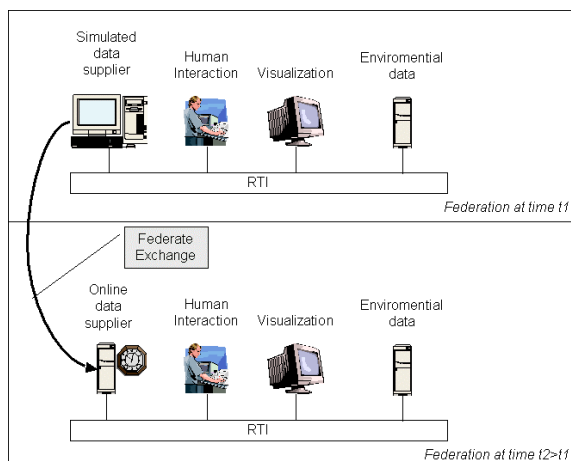 Simulated
data
supplier
Human
Interaction
Visualization
Enviromential
data
RTI
Federation at time t1
Federate
Exchange
Online
data
supplier
Human
Interaction
Visualization
Enviromential
data
RTI
Federation at time t2>t1